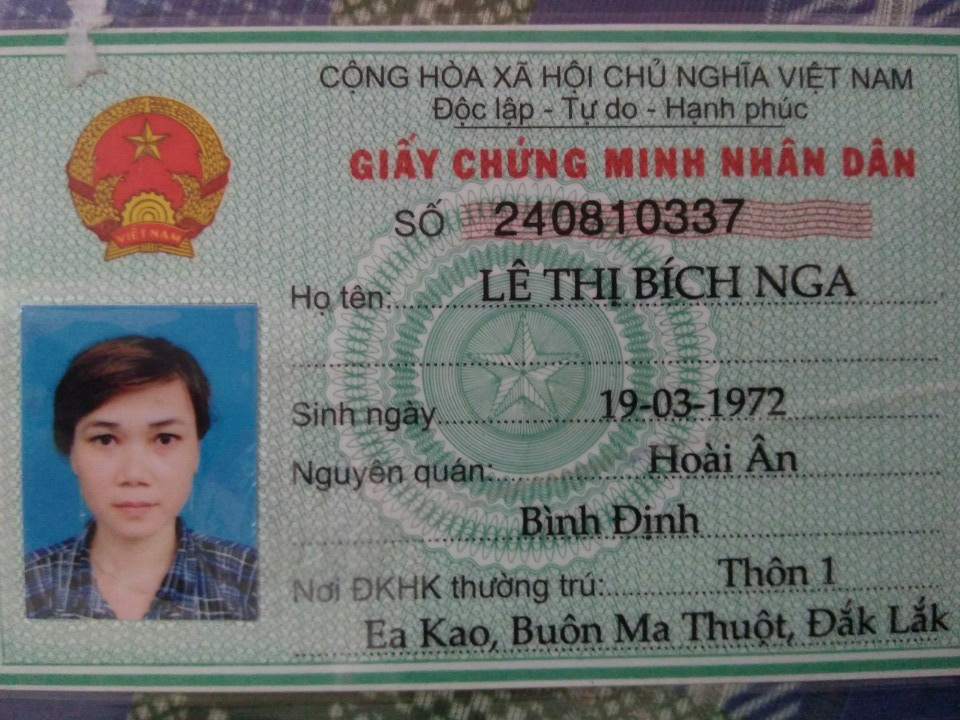 CỘNG HÒA XÃ HỘI CHỦ NGHĨA VIỆT NAM
Độc lập - Tự do - Hạnh phúc
GIẤY CHỨNG MINH NHÂN DÂN
SỐ 240810337
VIỆT NAM
Họ tên: LÊ THỊ BÍCH NGA
Sinh ngày 19-03-1972
Nguyên quán: Hoài Ân
Bình Định
Nơi ĐKHK thường trú: Thôn 1
Ea Kao, Buôn Ma Thuột, Đắk Lắk